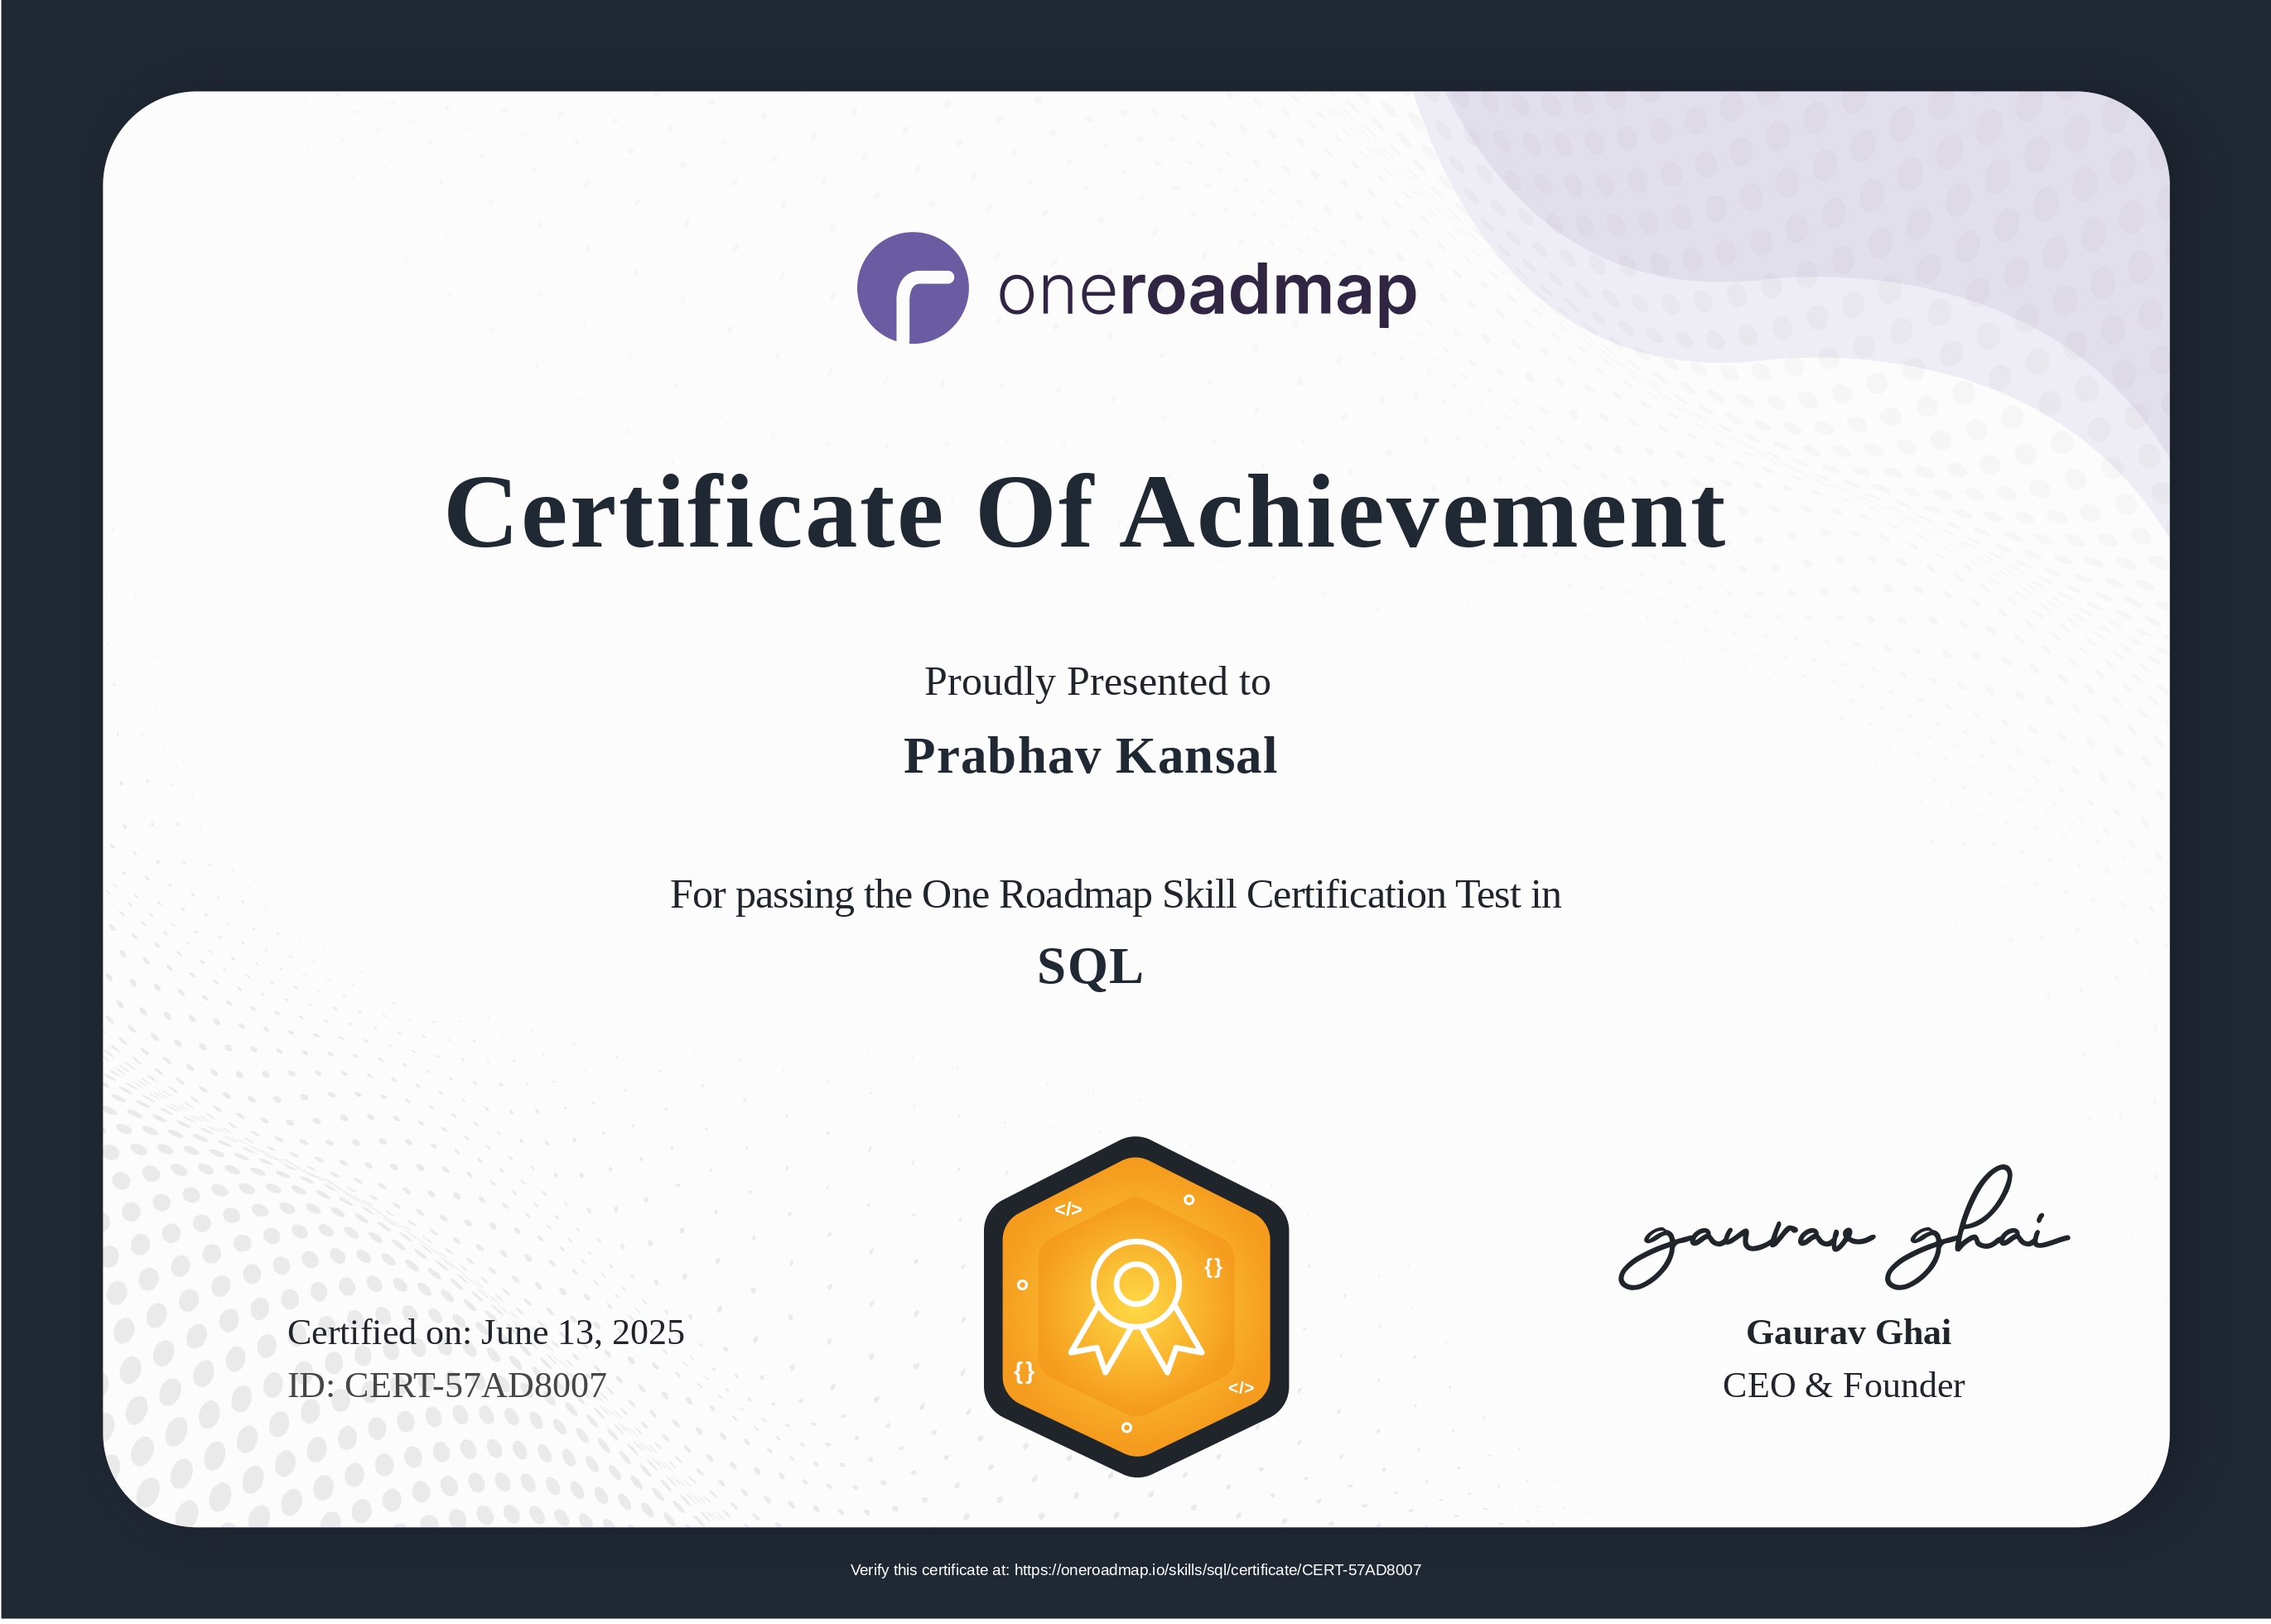 oneroadmap
Certificate Of Achievement
Proudly Presented to
Prabhav Kansal
For passing the One Roadmap Skill Certification Test in
SQL
</>
{}
{}
</>
gaurav ghai
Certified on: June 13, 2025
ID: CERT-57AD8007
Gaurav Ghai
CEO & Founder
Verify this certificate at: https://oneroadmap.io/skills/sql/certificate/CERT-57AD8007